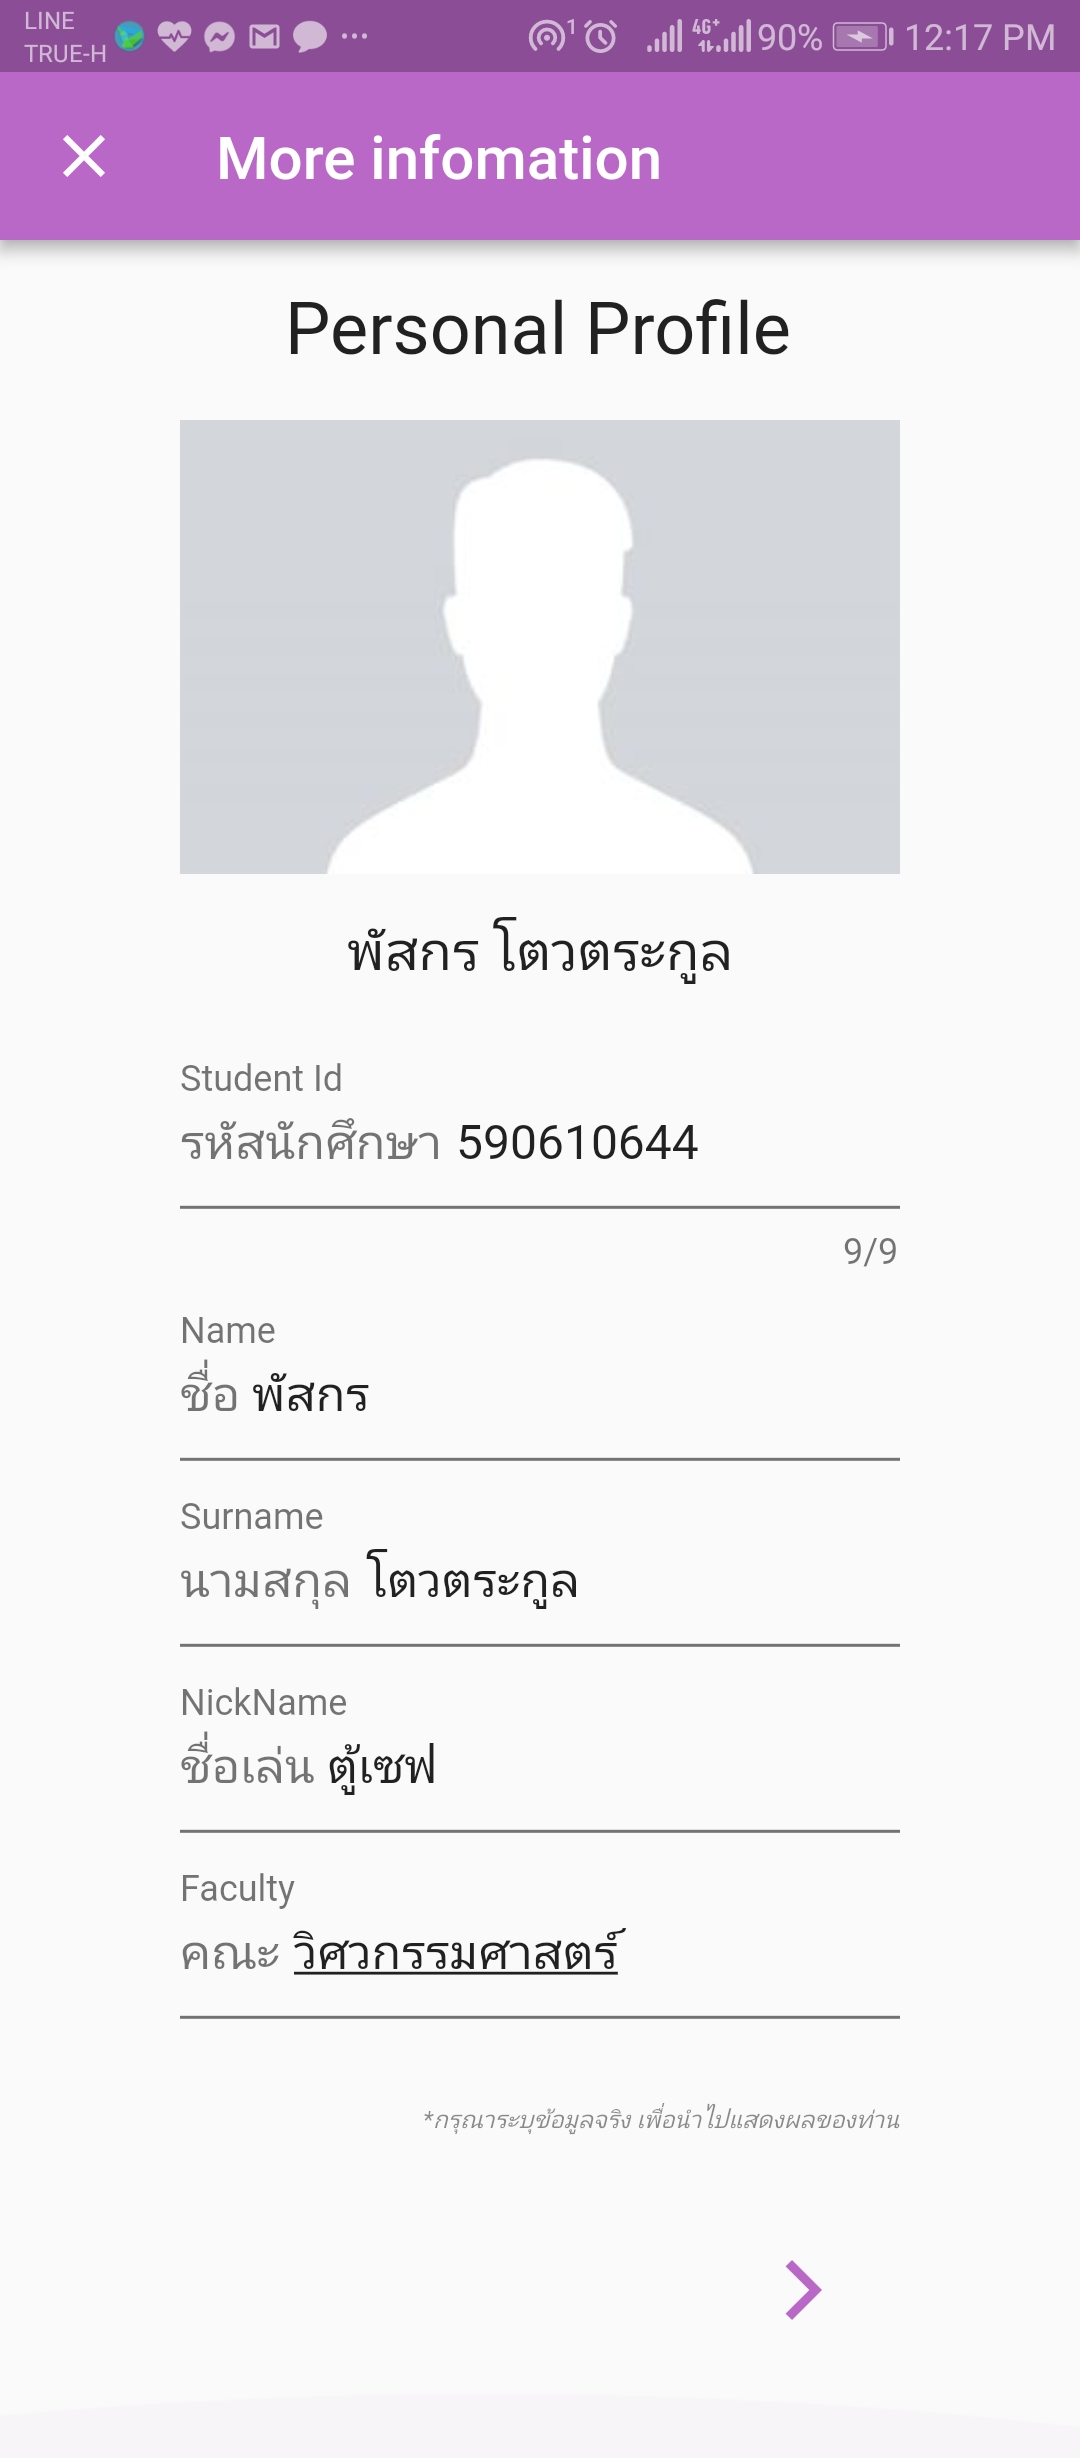 LINE
TRUE-H
1 4G+ 90% 12:17 PM
More infomation
Personal Profile
พัสกร โตวตระกูล
Student Id
รหัสนักศึกษา 590610644
9/9
Name
ชื่อ พัสกร
Surname
นามสกุล โตวตระกูล
NickName
ชื่อเล่น ตู้เซฟ
Faculty
คณะ วิศวกรรมศาสตร์
*กรุณาระบุข้อมูลจริง เพื่อนำไปแสดงผลของท่าน